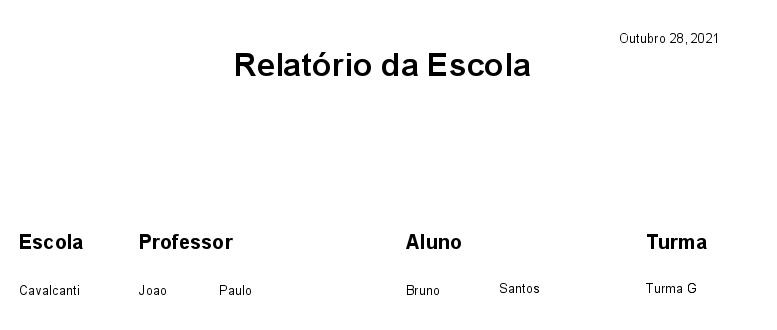 Outubro 28, 2021
Relatório da Escola
Escola Professor Aluno Turma
Cavalcanti Joao Paulo Bruno Santos Turma G